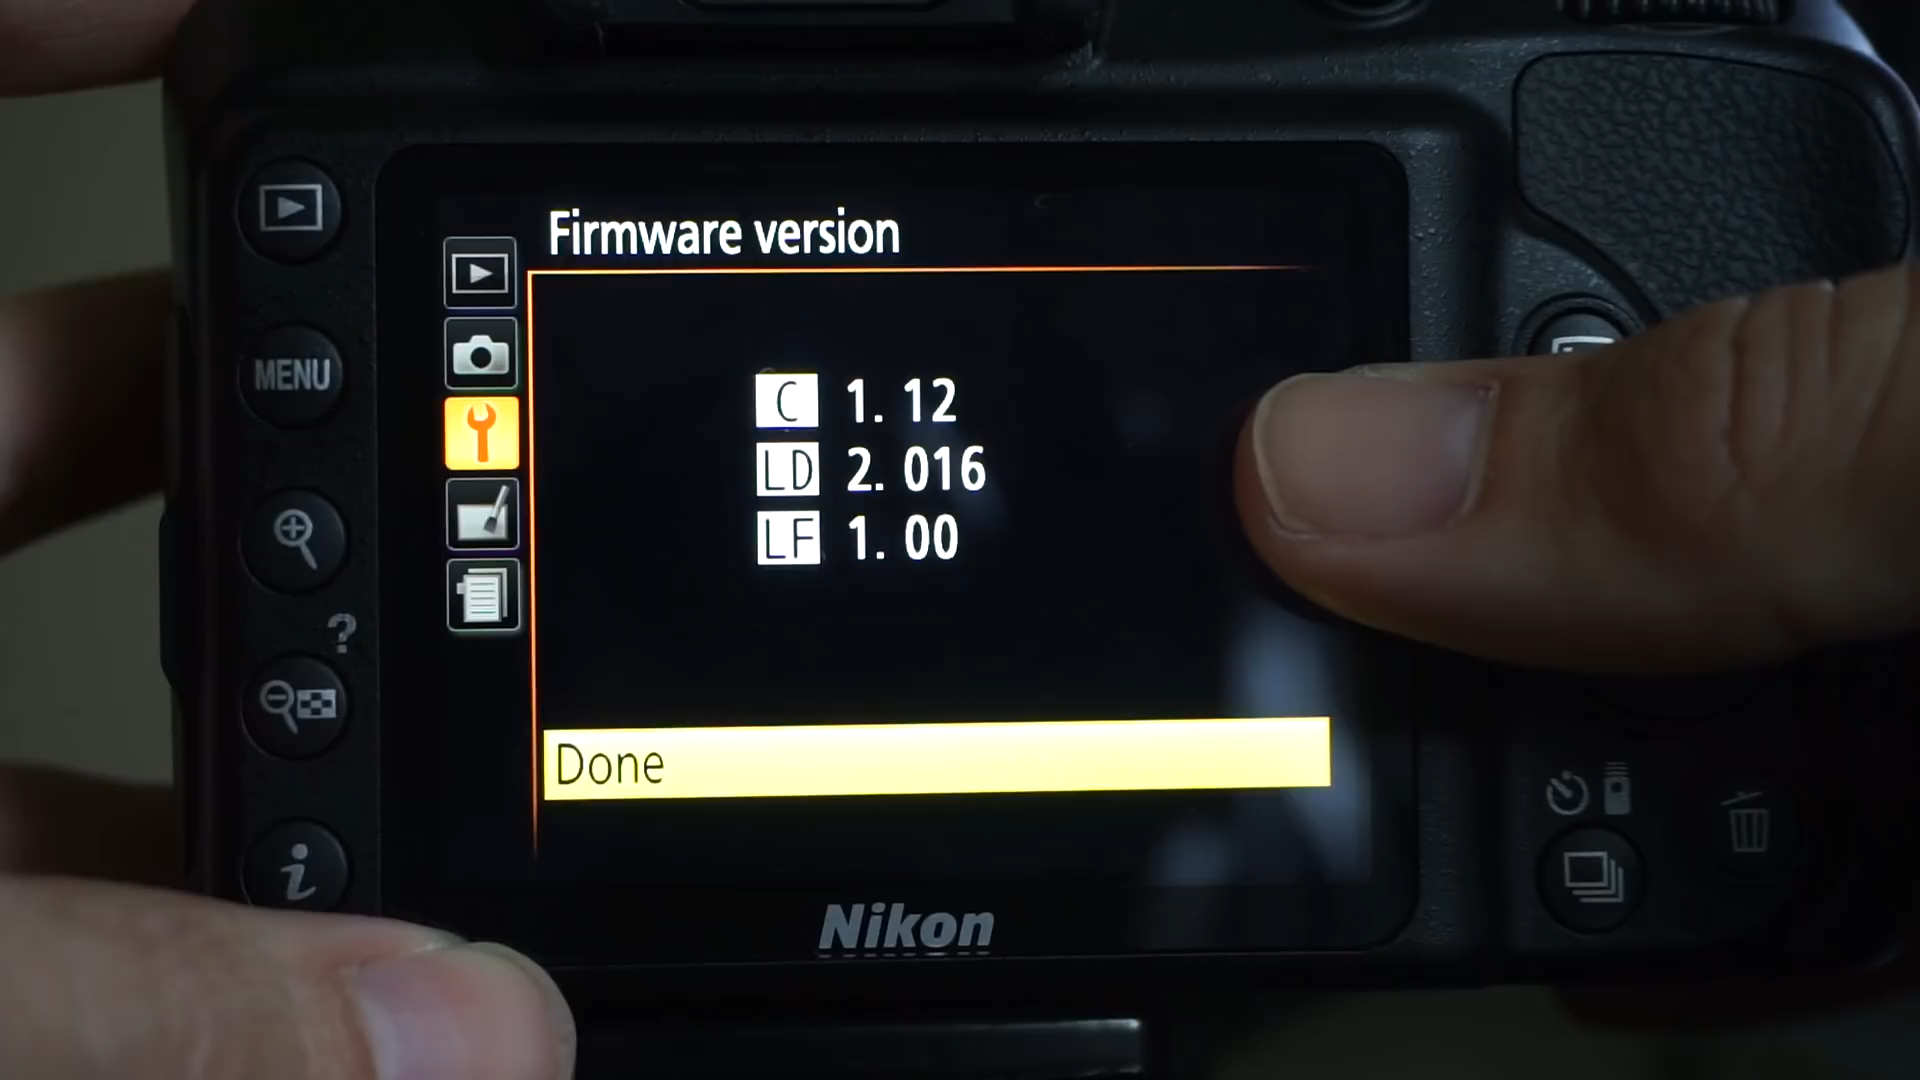 Firmware version
C 1. 12
LD 2. 016
LF 1. 00
Done
MENU
?
i
Nikon